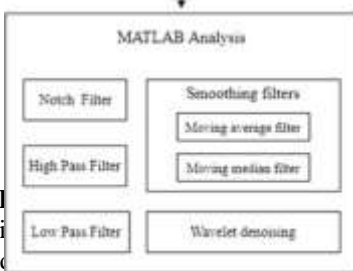 MATLAB Analysis
Notch Filter
Smoothing filters
Moving average filter
High Pass Filter
Moving median filter
Low Pass Filter
Wavelet denoising